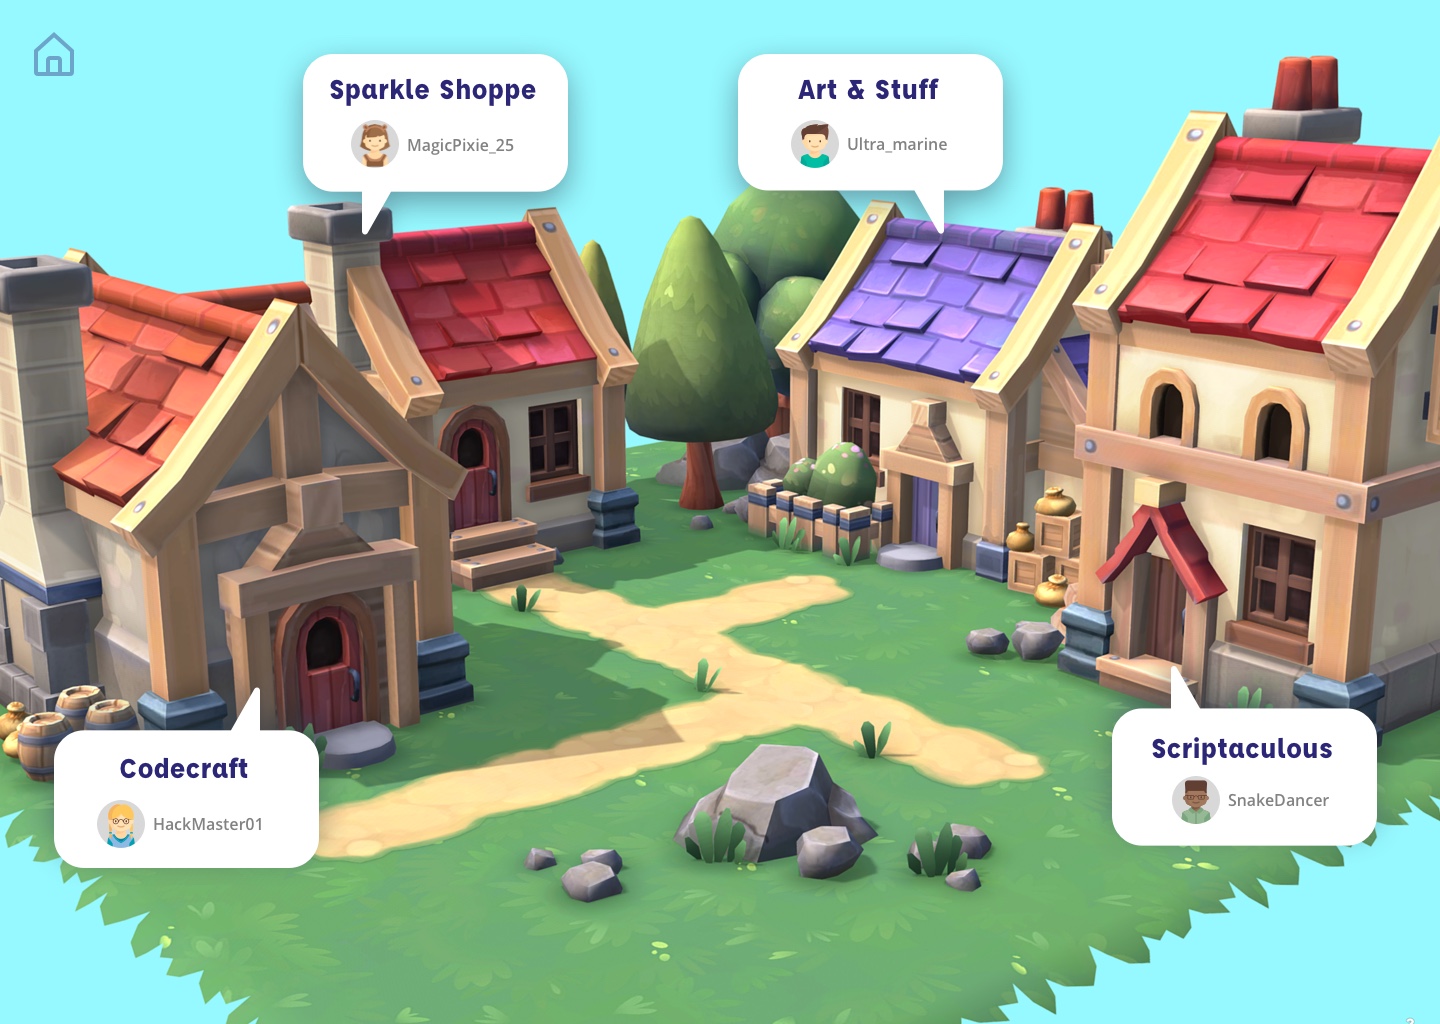 Sparkle Shoppe
MagicPixie_25
Art & Stuff
Ultra_marine
Codecraft
HackMaster01
Scriptaculous
SnakeDancer